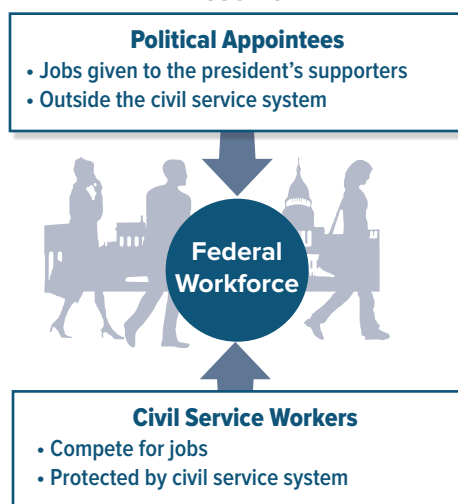 Political Appointees
• Jobs given to the president’s supporters
• Outside the civil service system
Federal
Workforce
Civil Service Workers
• Compete for jobs
• Protected by civil service system